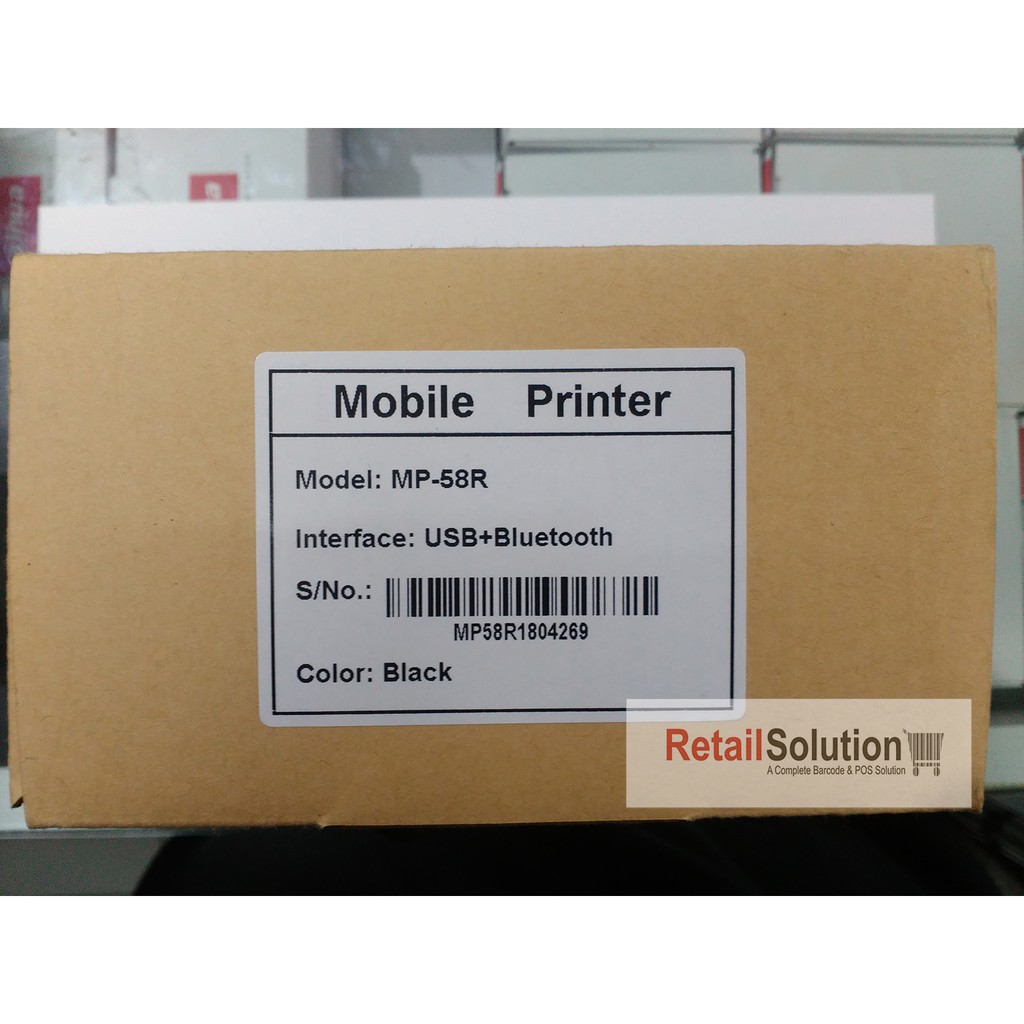 Mobile Printer
Model: MP-58R
Interface: USB+Bluetooth
S/No.:
MP58R1804269
Color: Black
RetailSolution
A Complete Barcode & POS Solution